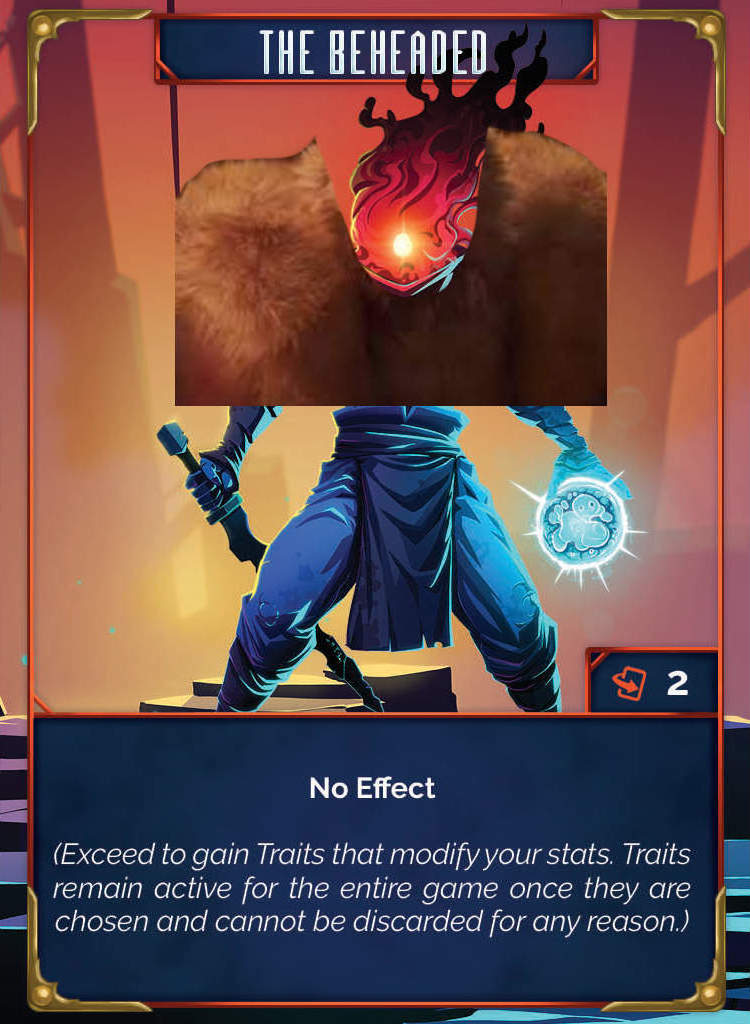 THE BEHEADED
2
No Effect
(Exceed to gain Traits that modify your stats. Traits
remain active for the entire game once they are
chosen and cannot be discarded for any reason.)